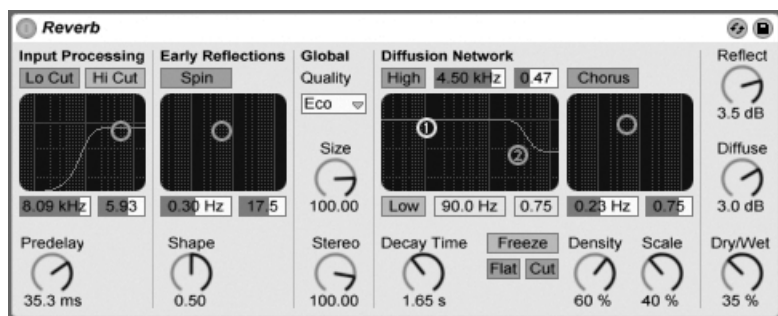 Reverb
Input Processing
Lo Cut Hi Cut
8.09 kHz 5.93
Predelay
35.3 ms
Early Reflections
Spin
0.30 Hz 17.5
Shape
0.50
Global
Quality
Eco
Size
100.00
Stereo
100.00
Diffusion Network
High 4.50 kHz 0.47 Chorus
1
2
Low 90.0 Hz 0.75 0.23 Hz 0.75
Decay Time
1.65 s
Freeze
Flat Cut
Density
60 %
Scale
40 %
Reflect
3.5 dB
Diffuse
3.0 dB
Dry/Wet
35 %